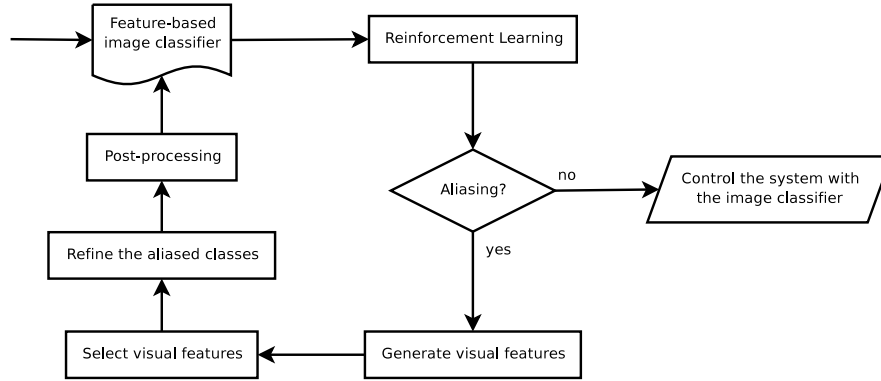 Feature-based
image classifier
Reinforcement Learning
Post-processing
Aliasing?
no
Control the system with
the image classifier
Refine the aliased classes
yes
Select visual features
Generate visual features